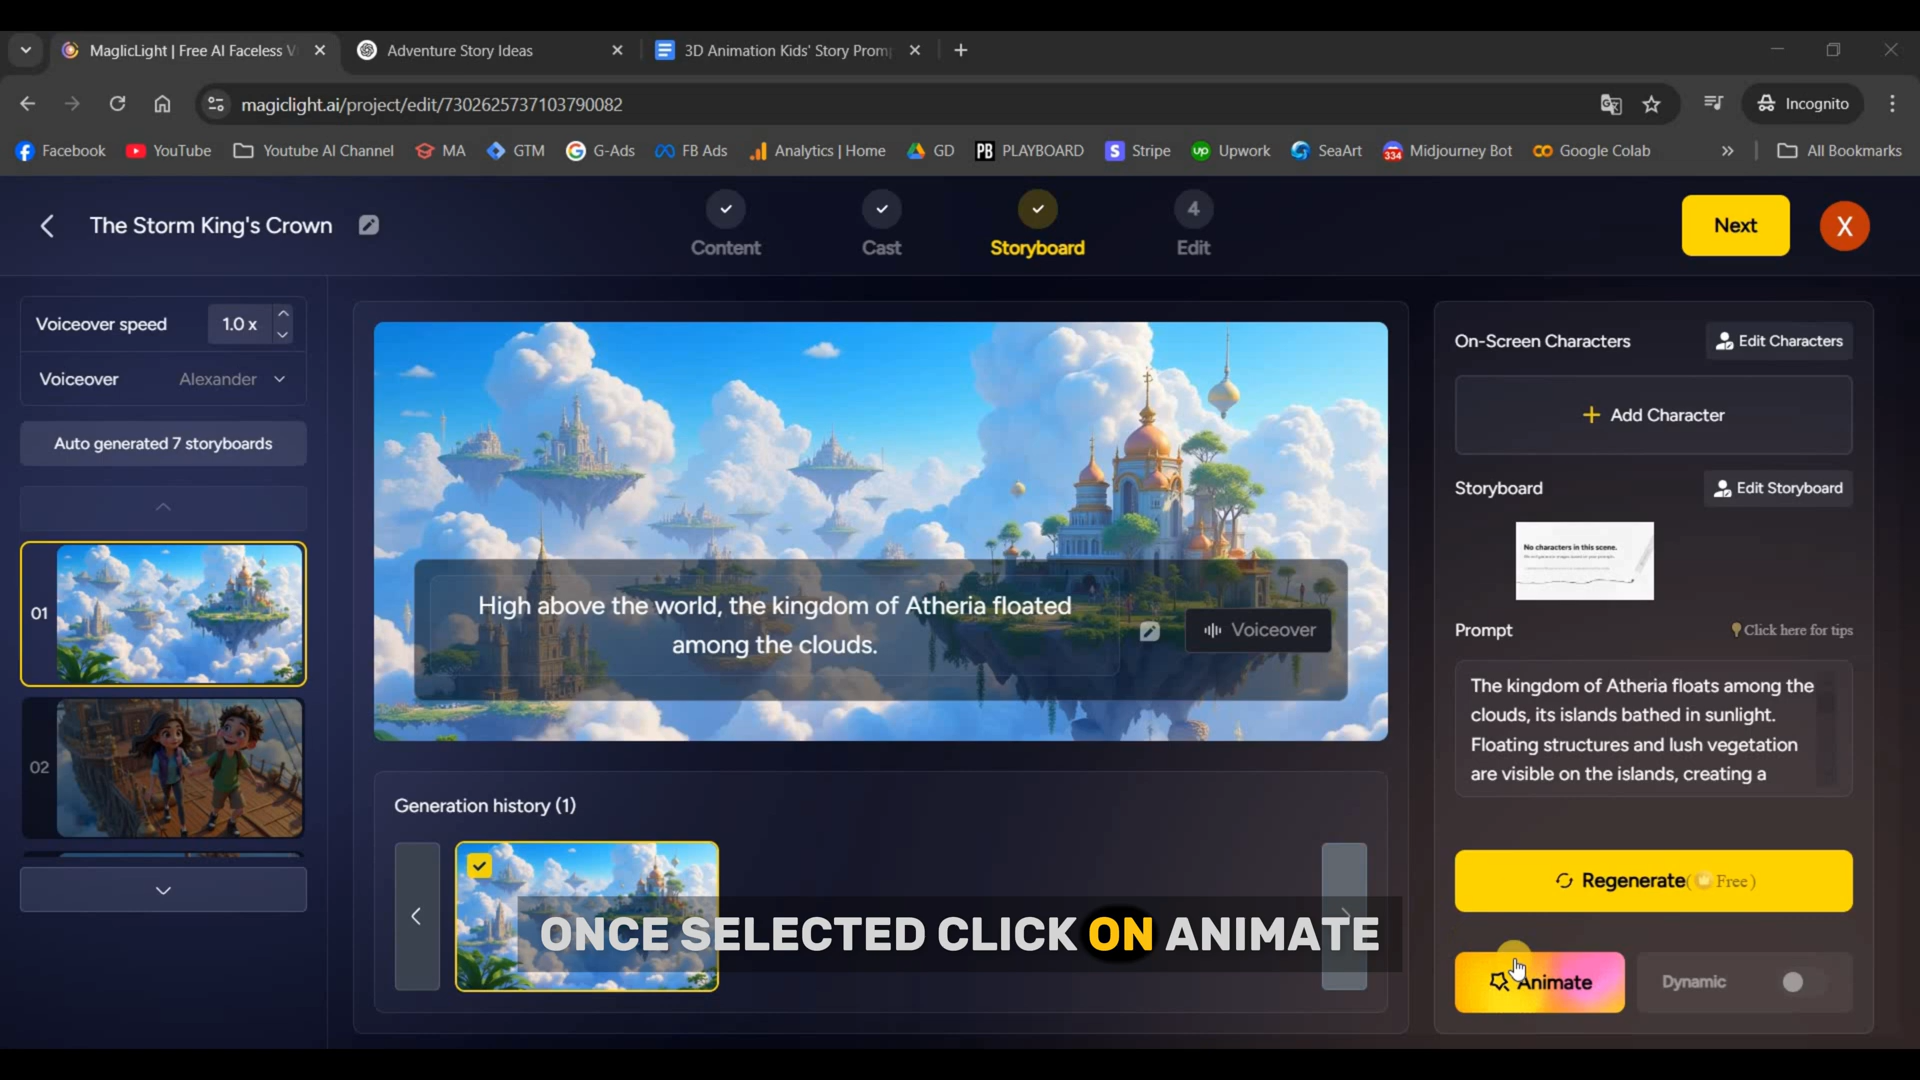 MaglicLight | Free AI Faceless V
Adventure Story Ideas
3D Animation Kids' Story Prom
magiclight.ai/project/edit/7302625737103790082
Incognito
Facebook
YouTube
Youtube AI Channel
MA
GTM
G-Ads
FB Ads
Analytics | Home
GD
PB PLAYBOARD
S Stripe
up Upwork
SeaArt
334 Midjourney Bot
CO Google Colab
»
All Bookmarks
The Storm King's Crown
Content
Cast
Storyboard
4
Edit
Next
X
Voiceover speed
1.0 x
Voiceover
Alexander
Auto generated 7 storyboards
01
02
High above the world, the kingdom of Atheria floated
among the clouds.
Voiceover
Generation history (1)
On-Screen Characters
Edit Characters
+ Add Character
Storyboard
Edit Storyboard
No characters in this scene.
Prompt
Click here for tips
The kingdom of Atheria floats among the
clouds, its islands bathed in sunlight.
Floating structures and lush vegetation
are visible on the islands, creating a
Regenerate( Free )
Animate
Dynamic
ONCE SELECTED CLICK ON ANIMATE